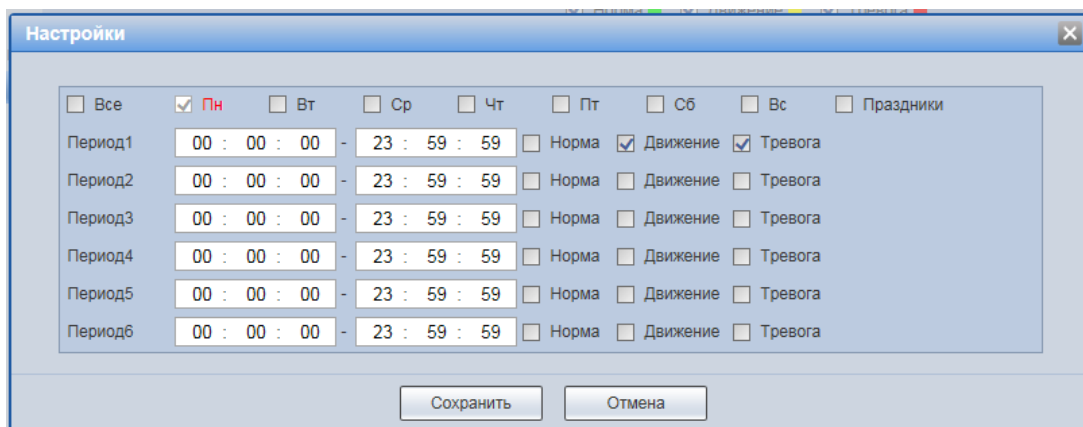 Норма Движение Тревога
Настройки
Все Пн Вт Ср Чт Пт Сб Вс Праздники
Период1 00 : 00 : 00 - 23 : 59 : 59 Норма Движение Тревога
Период2 00 : 00 : 00 - 23 : 59 : 59 Норма Движение Тревога
Период3 00 : 00 : 00 - 23 : 59 : 59 Норма Движение Тревога
Период4 00 : 00 : 00 - 23 : 59 : 59 Норма Движение Тревога
Период5 00 : 00 : 00 - 23 : 59 : 59 Норма Движение Тревога
Период6 00 : 00 : 00 - 23 : 59 : 59 Норма Движение Тревога
Сохранить Отмена